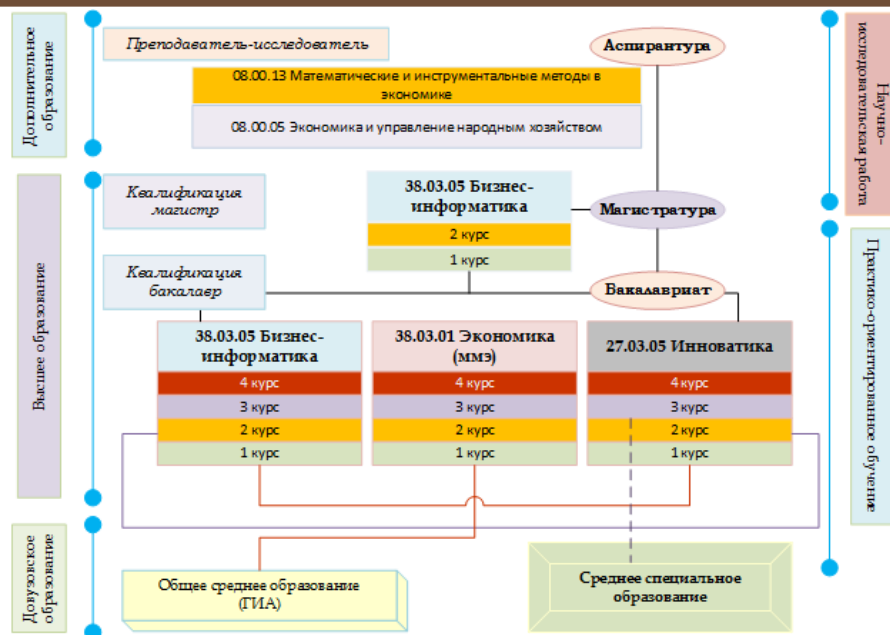 Дополнительное
образование
Преподаватель-исследователь
Аспирантура
Научно-
исследовательская работа
08.00.13 Математические и инструментальные методы в
экономике
08.00.05 Экономика и управление народным хозяйством
Высшее образование
Квалификация
магистр
38.03.05 Бизнес-
информатика
2 курс
1 курс
Магистратура
Практико-ориентированное обучение
Квалификация
бакалавр
Бакалавриат
38.03.05 Бизнес-
информатика
4 курс
3 курс
2 курс
1 курс
38.03.01 Экономика
(ммэ)
4 курс
3 курс
2 курс
1 курс
27.03.05 Инноватика
4 курс
3 курс
2 курс
1 курс
Довузовское
образование
Общее среднее образование
(ГИА)
Среднее специальное
образование